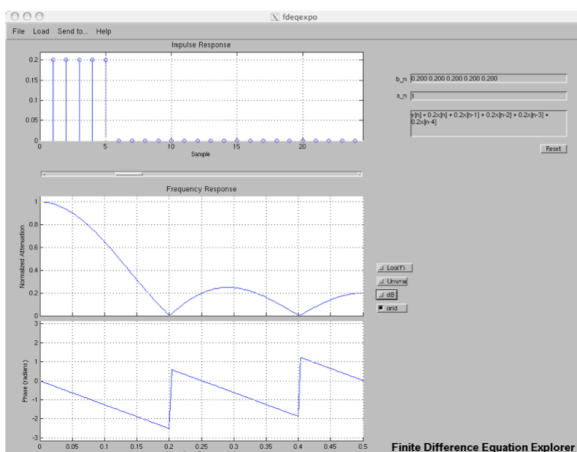 fdeqexpo
File Load Send to... Help
Impulse Response
0.2
0.15
0.1
0.05
0
0 5 10 15 20
Sample
b_n 0.200 0.200 0.200 0.200 0.200
a_n 1
y[n] + 0.2x[n] + 0.2x[n-1] + 0.2x[n-2] + 0.2x[n-3] +
0.2x[n-4]
Reset
Frequency Response
1
0.8
0.6
0.4
0.2
0
Normalized Attenuation
dB
grid
3
2
1
0
-1
-2
-3
Phase (radians)
0 0.05 0.1 0.15 0.2 0.25 0.3 0.35 0.4 0.45 0.5
Finite Difference Equation Explorer